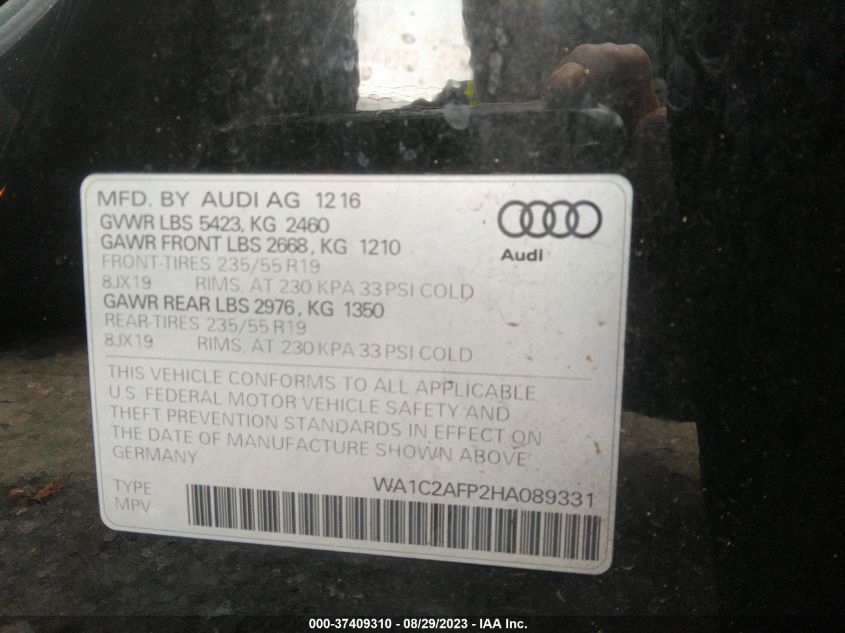 MFD. BY AUDI AG 1216
GVWR LBS 5423, KG 2460
GAWR FRONT LBS 2668, KG 1210
FRONT-TIRES 235/55 R19
8JX19 RIMS, AT 230 KPA 33 PSI COLD
GAWR REAR LBS 2976, KG 1350
REAR-TIRES 235/55 R19
8JX19 RIMS, AT 230 KPA 33 PSI COLD
Audi
THIS VEHICLE CONFORMS TO ALL APPLICABLE
U.S. FEDERAL MOTOR VEHICLE SAFETY AND
THEFT PREVENTION STANDARDS IN EFFECT ON
THE DATE OF MANUFACTURE SHOWN ABOVE
GERMANY
WA1C2AFP2HA089331
TYPE
MPV
000-37409310 - 08/29/2023 - IAA Inc.